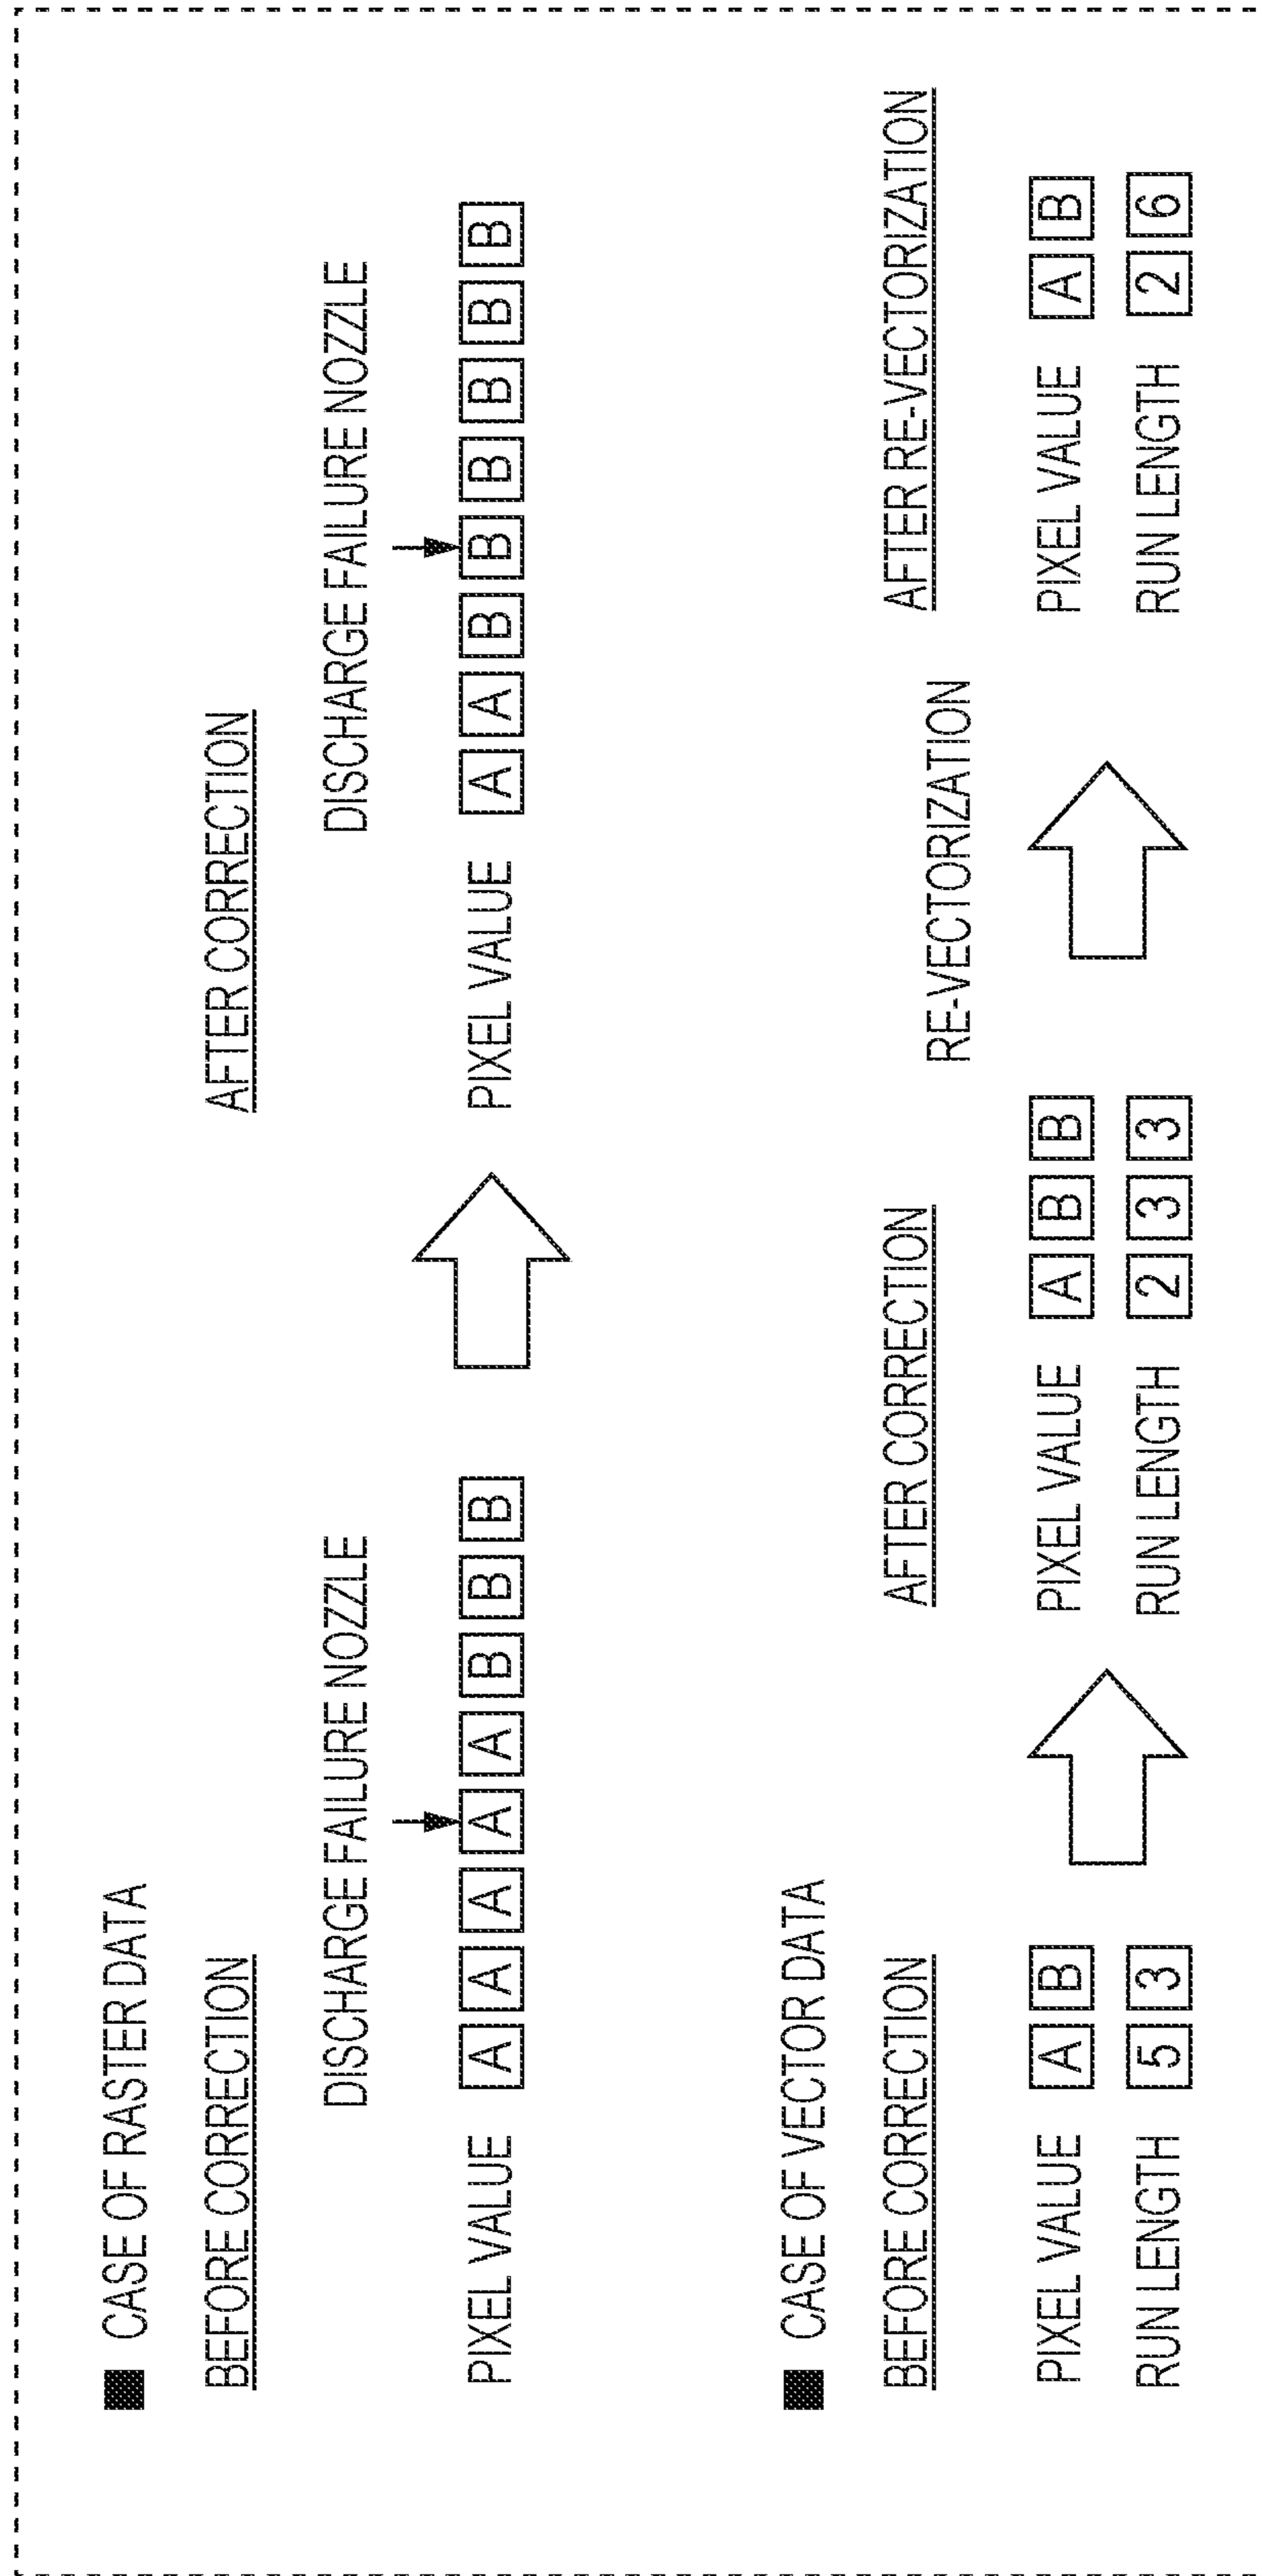 ■ CASE OF RASTER DATA
BEFORE CORRECTION
DISCHARGE FAILURE NOZZLE
PIXEL VALUE A A A A A B B B
AFTER CORRECTION
DISCHARGE FAILURE NOZZLE
PIXEL VALUE A A B B B B B B
■ CASE OF VECTOR DATA
BEFORE CORRECTION
PIXEL VALUE A B
RUN LENGTH 5 3
AFTER CORRECTION
PIXEL VALUE A B B
RUN LENGTH 2 3 3
RE-VECTORIZATION
AFTER RE-VECTORIZATION
PIXEL VALUE A B
RUN LENGTH 2 6